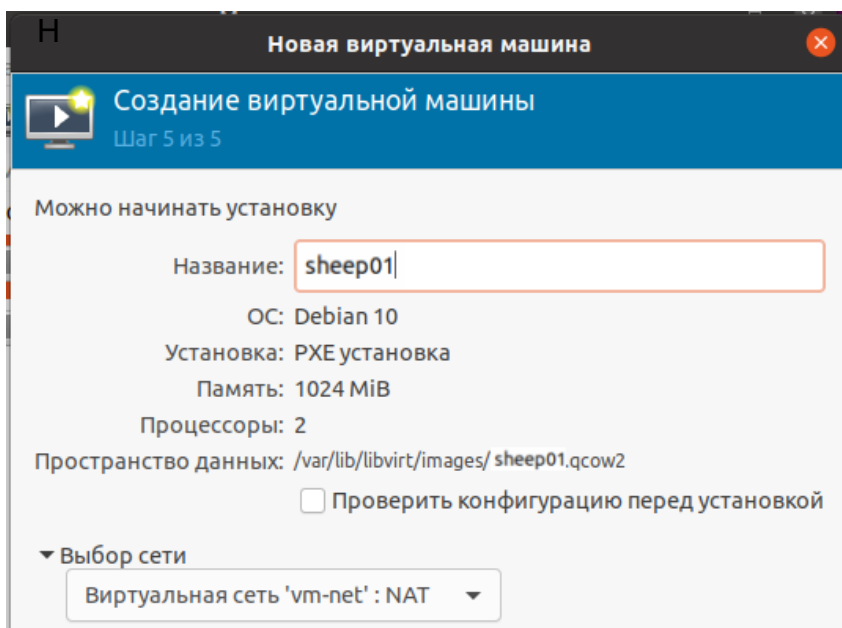 H
Новая виртуальная машина
Создание виртуальной машины
Шаг 5 из 5
Можно начинать установку
Название: sheep01
ОС: Debian 10
Установка: PXE установка
Память: 1024 MiB
Процессоры: 2
Пространство данных: /var/lib/libvirt/images/ sheep01.qcow2
Проверить конфигурацию перед установкой
Выбор сети
Виртуальная сеть 'vm-net' : NAT